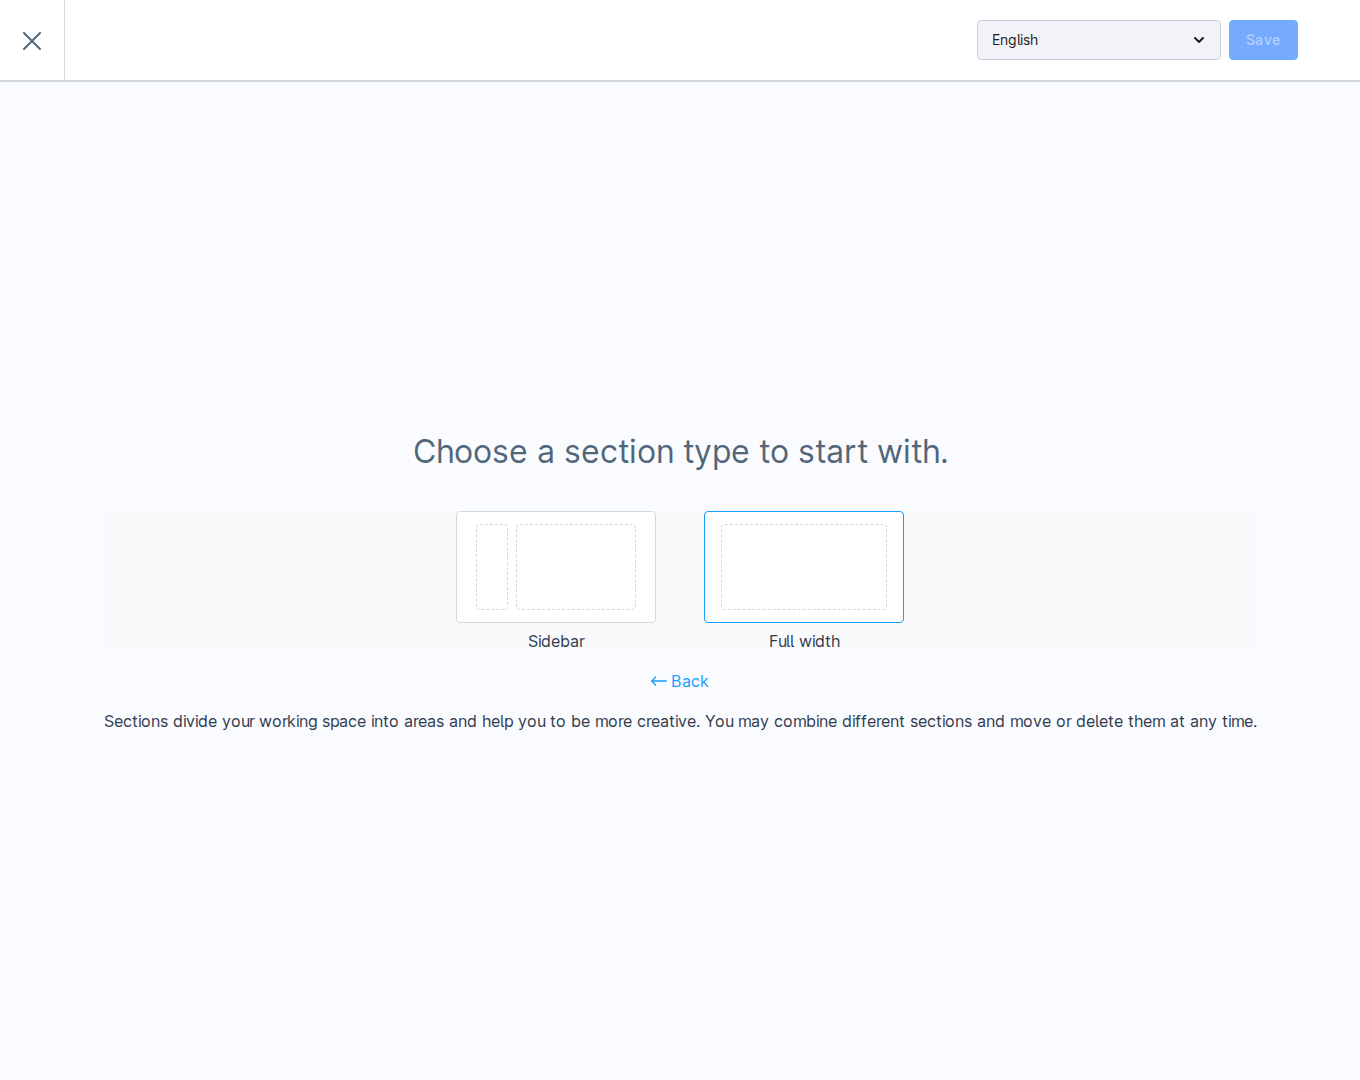 English
Save
Choose a section type to start with.
Sidebar
Full width
Back
Sections divide your working space into areas and help you to be more creative. You may combine different sections and move or delete them at any time.